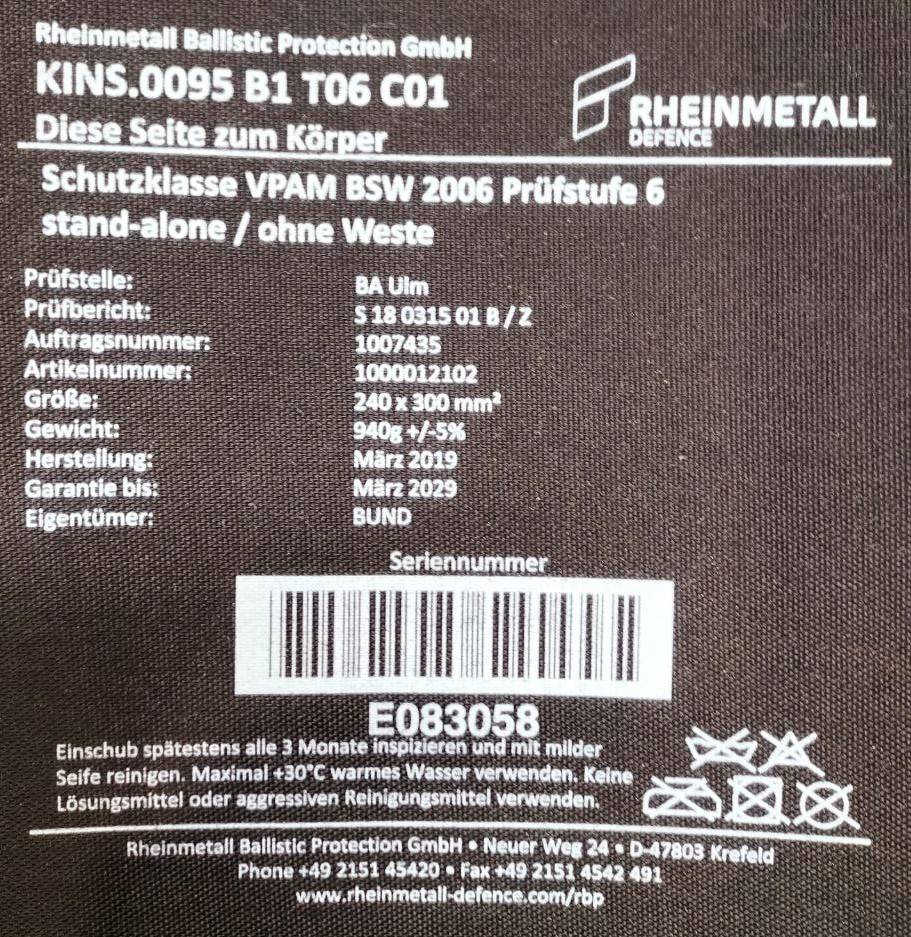 Rheinmetall Ballistic Protection GmbH
KINS.0095 B1 T06 C01
Diese Seite zum Körper
RHEINMETALL
DEFENCE
Schutzklasse VPAM BSW 2006 Prüfstufe 6
stand-alone / ohne Weste
Prüfstelle: BA Ulm
Prüfbericht: S 18 0315 01 B / Z
Auftragsnummer: 1007435
Artikelnummer: 1000012102
Größe: 240 x 300 mm²
Gewicht: 940g +/-5%
Herstellung: März 2019
Garantie bis: März 2029
Eigentümer: BUND
Seriennummer
E083058
Einschub spätestens alle 3 Monate inspizieren und mit milder
Seife reinigen. Maximal +30°C warmes Wasser verwenden. Keine
Lösungsmittel oder aggressiven Reinigungsmittel verwenden.
Rheinmetall Ballistic Protection GmbH • Neuer Weg 24 • D-47803 Krefeld
Phone +49 2151 45420 • Fax +49 2151 4542 491
www.rheinmetall-defence.com/rbp